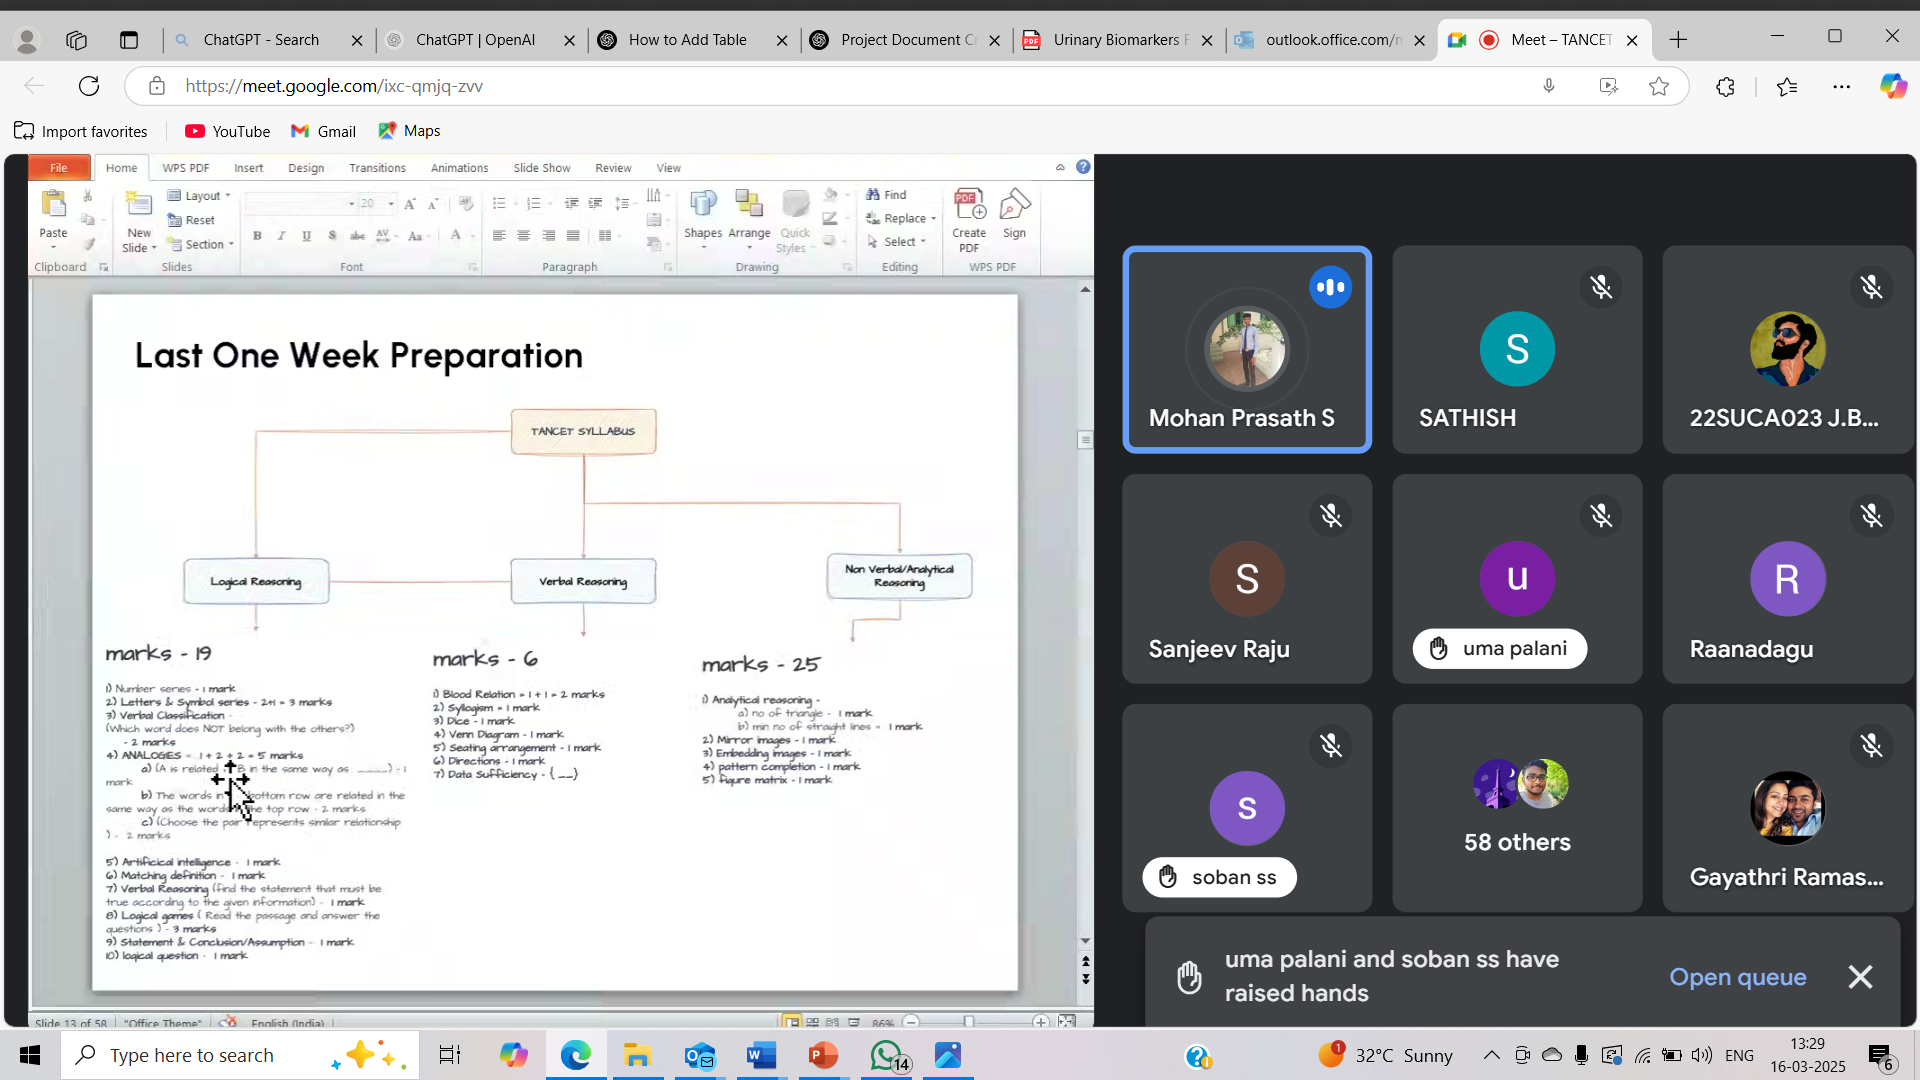 ChatGPT - Search
ChatGPT | OpenAI
How to Add Table
Project Document Cr
Urinary Biomarkers F
outlook.office.com/m
Meet – TANCET
https://meet.google.com/ixc-qmjq-zvv
Import favorites
YouTube
Gmail
Maps
File
Home
WPS PDF
Insert
Design
Transitions
Animations
Slide Show
Review
View
Paste
New Slide
Layout
Reset
Section
20
Shapes
Arrange
Quick Styles
Find
Replace
Select
Create PDF
Sign
Clipboard
Slides
Font
Paragraph
Drawing
Editing
WPS PDF
Last One Week Preparation
TANCET SYLLABUS
Logical Reasoning
Verbal Reasoning
Non Verbal/Analytical
Reasoning
marks - 19
1) Number series - 1 mark
2) Letters & Symbol series - 2+1 = 3 marks
3) Verbal Classification -
(Which word does NOT belong with the others?)
- 2 marks
4) ANALOGIES = 1 + 2 + 2 = 5 marks
a) (A is related B in the same way as ____) - 1
mark
b) The words in bottom row are related in the
same way as the words the top row - 2 marks
c) (Choose the pair represents similar relationship
) - 2 marks
5) Artificical intelligence - 1 mark
6) Matching definition - 1 mark
7) Verbal Reasoning (find the statement that must be
true according to the given information) - 1 mark
8) Logical games ( Read the passage and answer the
questions ) - 3 marks
9) Statement & Conclusion/Assumption - 1 mark
10) logical question - 1 mark
marks - 6
1) Blood Relation = 1 + 1 = 2 marks
2) Syllogism = 1 mark
3) Dice - 1 mark
4) Venn Diagram - 1 mark
5) Seating arrangement - 1 mark
6) Directions - 1 mark
7) Data Sufficiency - ( __)
marks - 25
1) Analytical reasoning -
a) no of triangle - 1 mark
b) min no of straight lines = 1 mark
2) Mirror images - 1 mark
3) Embedding images - 1 mark
4) pattern completion - 1 mark
5) figure matrix - 1 mark
Slide 13 of 58
"Office Theme"
English (India)
86%
Mohan Prasath S
S
SATHISH
22SUCA023 J.B...
S
Sanjeev Raju
u
uma palani
R
Raanadagu
s
soban ss
58 others
Gayathri Ramas...
uma palani and soban ss have
raised hands
Open queue
Type here to search
14
1
32°C Sunny
ENG
13:29
16-03-2025
6